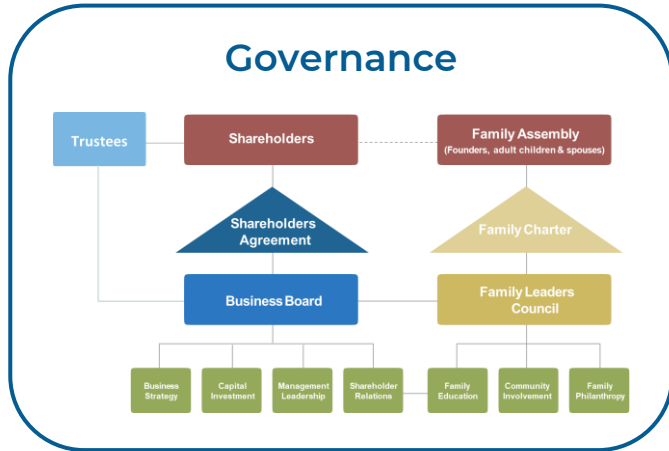 Governance
Trustees
Shareholders
Family Assembly
(Founders, adult children & spouses)
Shareholders
Agreement
Family Charter
Business Board
Family Leaders
Council
Business
Strategy
Capital
Investment
Management
Leadership
Shareholder
Relations
Family
Education
Community
Involvement
Family
Philanthropy